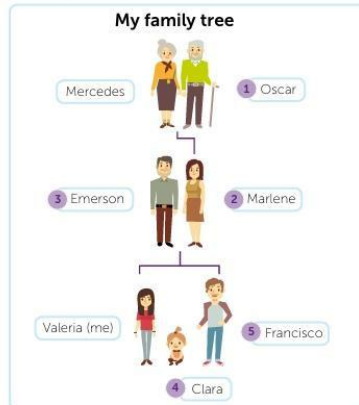 My family tree
Mercedes
1 Oscar
3 Emerson
2 Marlene
Valeria (me)
5 Francisco
4 Clara